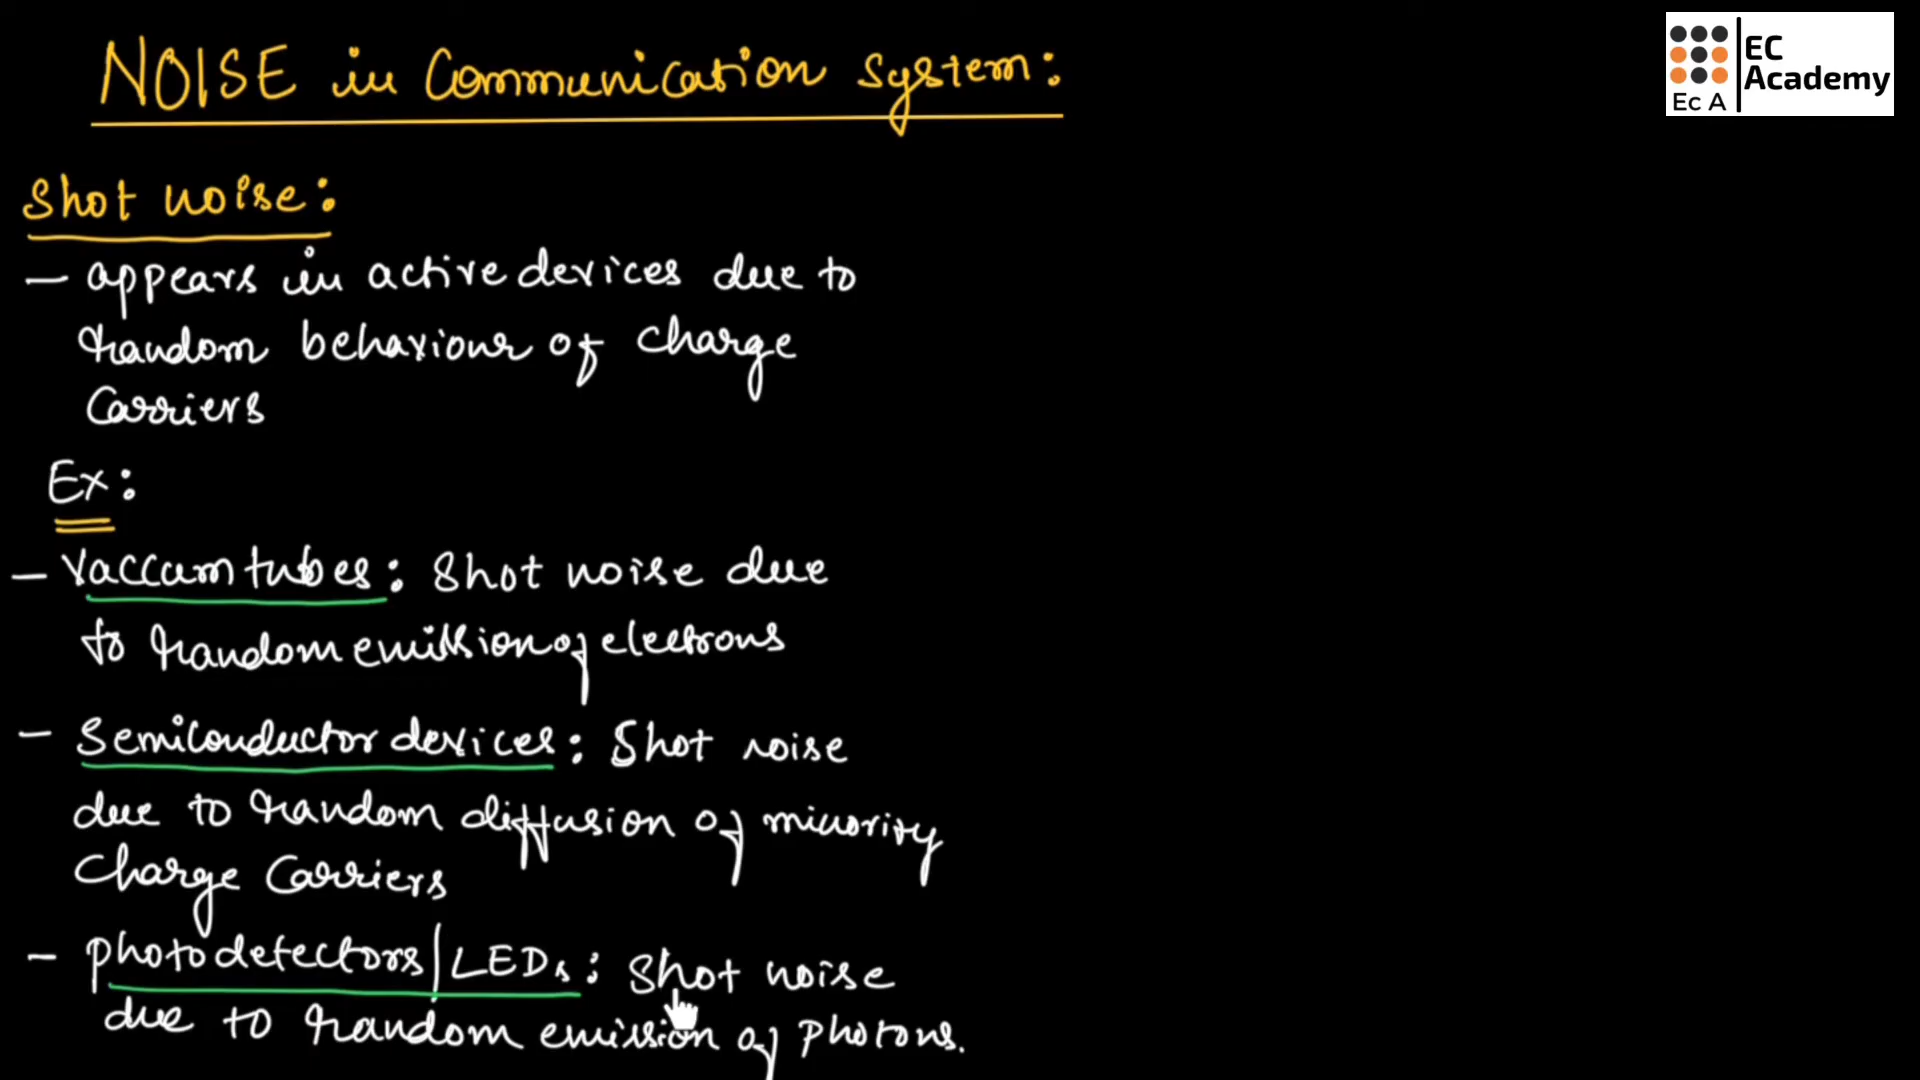 NOISE in Communication System:
EC
Academy
Ec A
Shot noise:
– appears in active devices due to
random behaviour of charge
Carriers
Ex:
– Vaccum tubes: Shot noise due
to random emission of electrons
– Semiconductor devices: Shot noise
due to random diffusion of minority
Charge Carriers
– photodetectors/LEDs: Shot noise
due to random emission of photons.